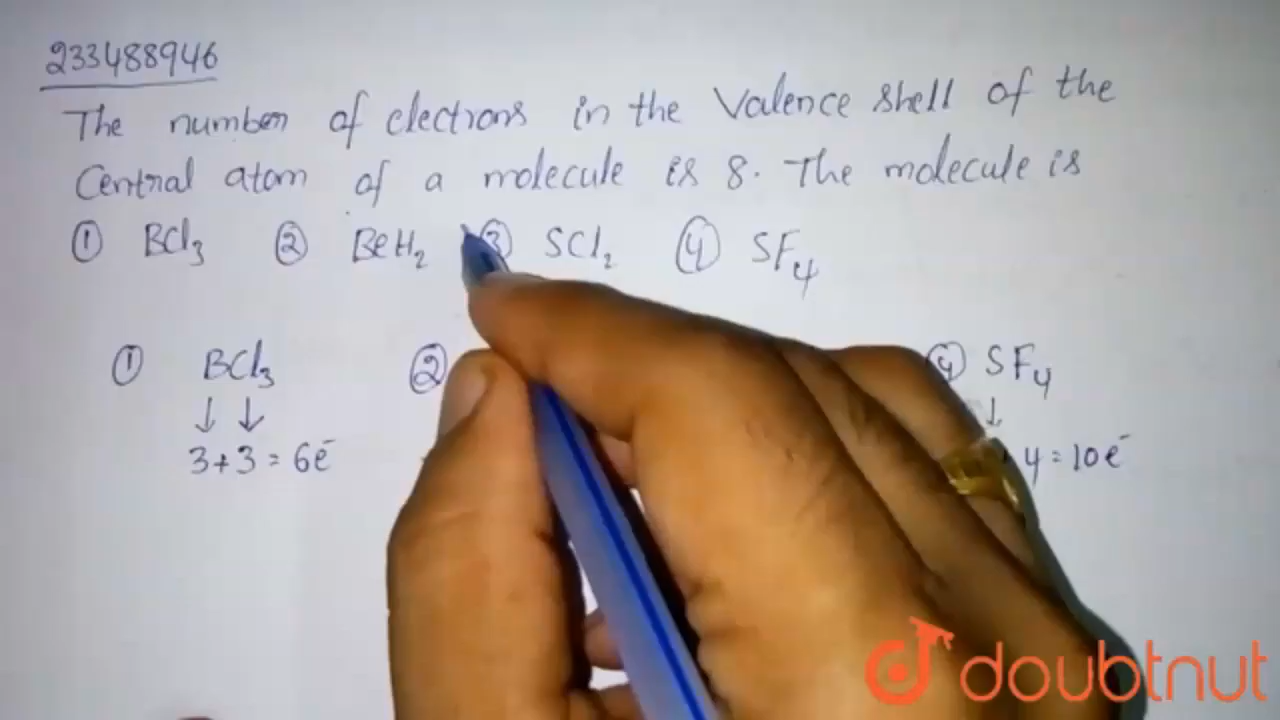 233488946
The number of electrons in the Valence shell of the
Central atom of a molecule is 8. The molecule is
① BCl₃ ② BeH₂ ③ SCl₂ ④ SF₄
① BCl₃ ② ④ SF₄
↓ ↓ ↓
3+3=6e⁻ 4=10e⁻
doubtnut